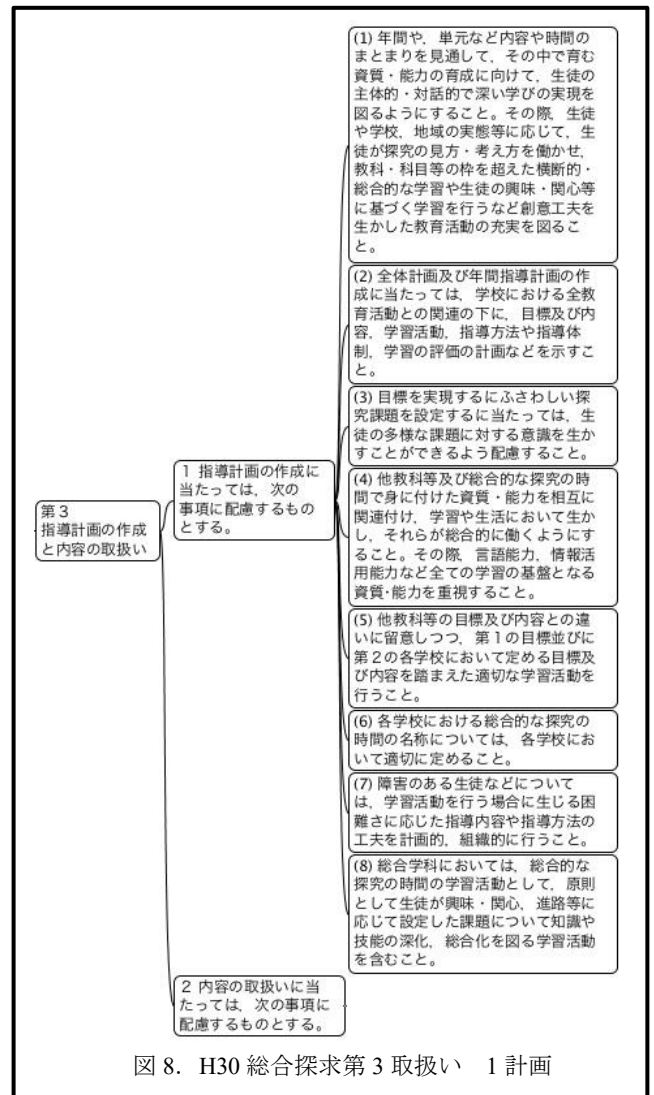 第3
指導計画の作成
と内容の取扱い
1 指導計画の作成に
当たっては，次の
事項に配慮するもの
とする。
(1) 年間や，単元など内容や時間の
まとまりを見通して，その中で育む
資質・能力の育成に向けて，生徒の
主体的・対話的で深い学びの実現を
図るようにすること。その際，生徒
や学校，地域の実態等に応じて，生
徒が探究の見方・考え方を働かせ，
教科・科目等の枠を超えた横断的・
総合的な学習や生徒の興味・関心等
に基づく学習を行うなど創意工夫を
生かした教育活動の充実を図るこ
と。
(2) 全体計画及び年間指導計画の作
成に当たっては，学校における全教
育活動との関連の下に，目標及び内
容，学習活動，指導方法や指導体
制，学習の評価の計画などを示すこ
と。
(3) 目標を実現するにふさわしい探
究課題を設定するに当たっては，生
徒の多様な課題に対する意識を生か
すことができるよう配慮すること。
(4) 他教科等及び総合的な探究の時
間で身に付けた資質・能力を相互に
関連付け，学習や生活において生か
し，それらが総合的に働くようにす
ること。その際，言語能力，情報活
用能力など全ての学習の基盤となる
資質・能力を重視すること。
(5) 他教科等の目標及び内容との違
いに留意しつつ，第1の目標並びに
第2の各学校において定める目標及
び内容を踏まえた適切な学習活動を
行うこと。
(6) 各学校における総合的な探究の
時間の名称については，各学校にお
いて適切に定めること。
(7) 障害のある生徒などについて
は，学習活動を行う場合に生じる困
難さに応じた指導内容や指導方法の
工夫を計画的，組織的に行うこと。
(8) 総合学科においては，総合的な
探究の時間の学習活動として，原則
として生徒が興味・関心，進路等に
応じて設定した課題について知識や
技能の深化，総合化を図る学習活動
を含むこと。
2 内容の取扱いに当
たっては，次の事項に
配慮するものとする。
図 8．H30 総合探求第 3 取扱い　1 計画